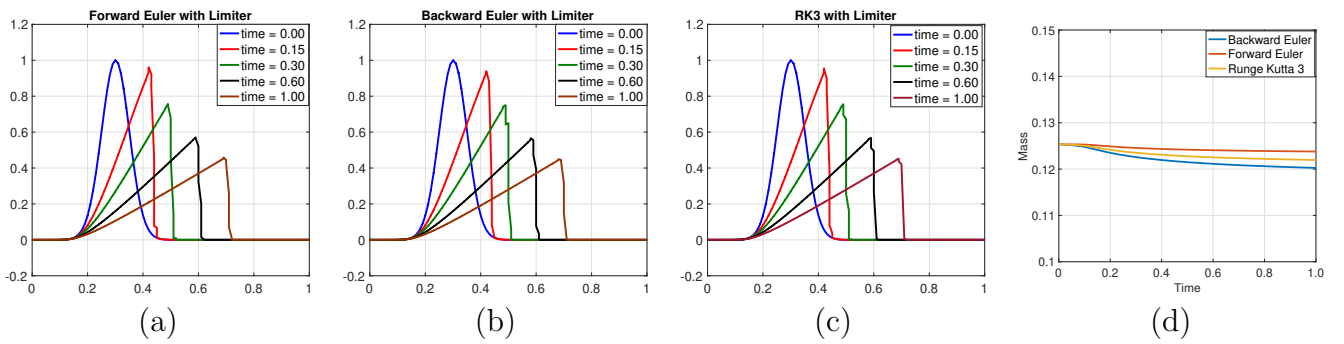 Forward Euler with Limiter
1.2
1
0.8
0.6
0.4
0.2
0
-0.2
time = 0.00
time = 0.15
time = 0.30
time = 0.60
time = 1.00
0 0.2 0.4 0.6 0.8 1
(a)
Backward Euler with Limiter
1.2
1
0.8
0.6
0.4
0.2
0
-0.2
time = 0.00
time = 0.15
time = 0.30
time = 0.60
time = 1.00
0 0.2 0.4 0.6 0.8 1
(b)
RK3 with Limiter
1.2
1
0.8
0.6
0.4
0.2
0
-0.2
time = 0.00
time = 0.15
time = 0.30
time = 0.60
time = 1.00
0 0.2 0.4 0.6 0.8 1
(c)
0.15
0.14
0.13
0.12
0.11
0.1
Mass
Backward Euler
Forward Euler
Runge Kutta 3
0 0.2 0.4 0.6 0.8 1.0
Time
(d)